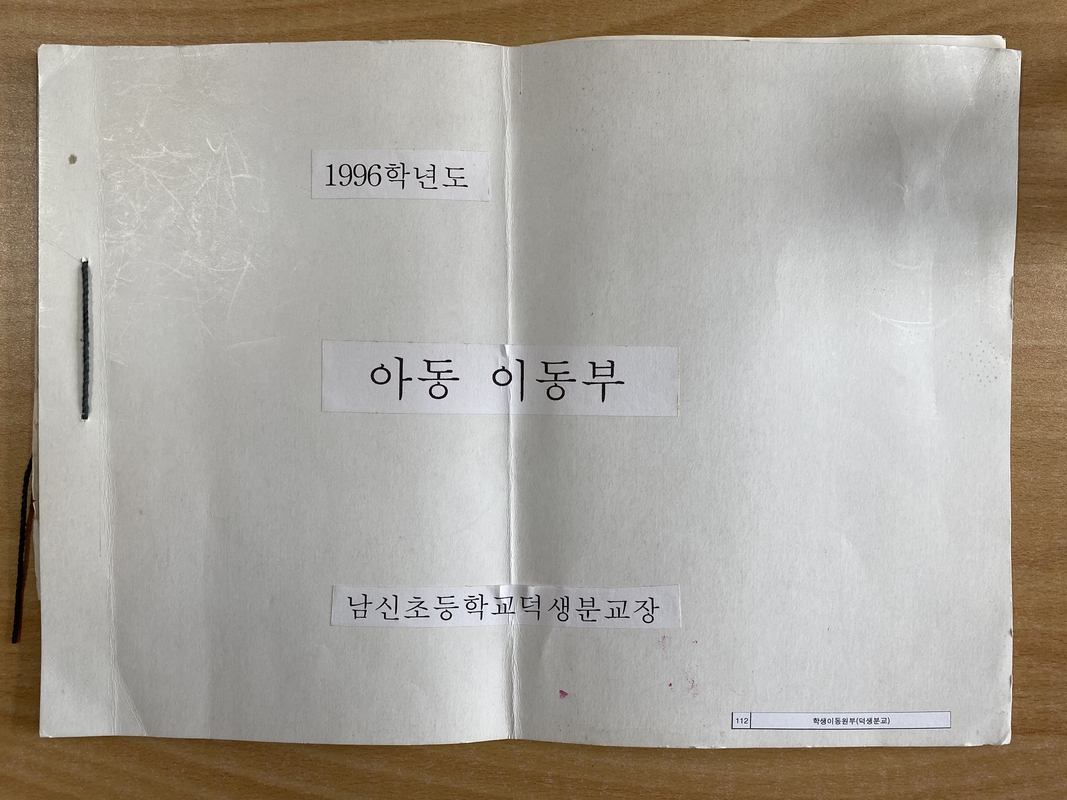 1996학년도
아동 이동부
남신초등학교덕생분교장
112 학생이동원부(덕생분교)